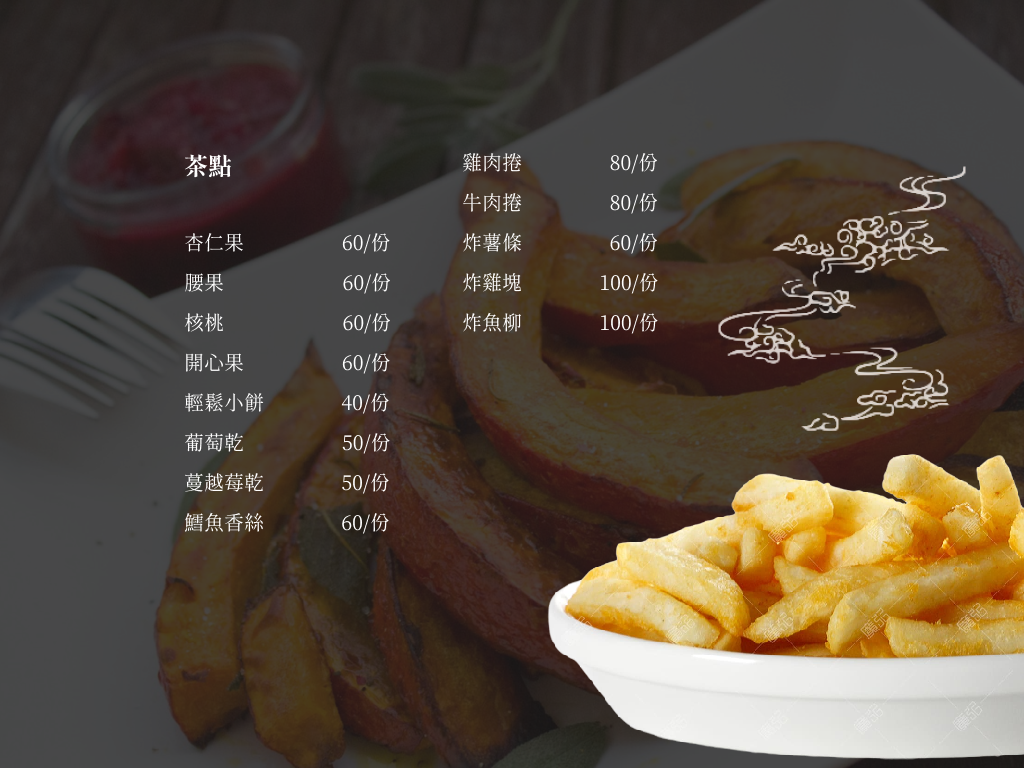 茶點
杏仁果 60/份
腰果 60/份
核桃 60/份
開心果 60/份
輕鬆小餅 40/份
葡萄乾 50/份
蔓越莓乾 50/份
鱈魚香絲 60/份
雞肉捲 80/份
牛肉捲 80/份
炸薯條 60/份
炸雞塊 100/份
炸魚柳 100/份